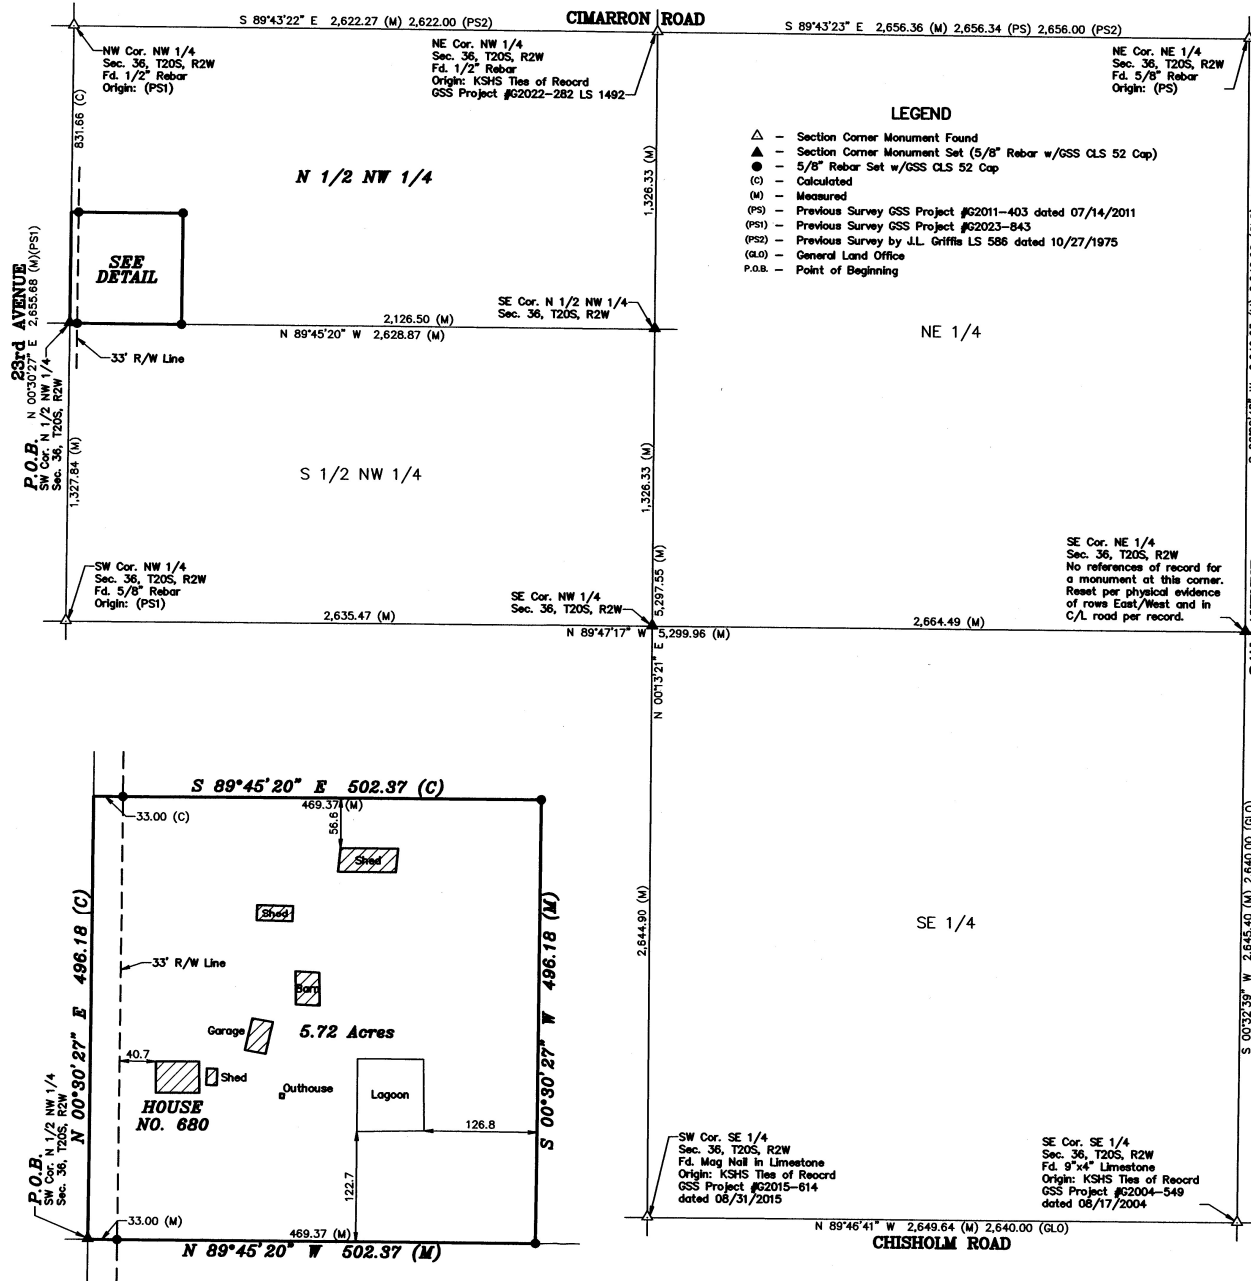 S 89°43'22" E 2,622.27 (M) 2,622.00 (PS2)
CIMARRON ROAD
S 89°43'23" E 2,656.36 (M) 2,656.34 (PS) 2,656.00 (PS2)
NW Cor. NW 1/4
Sec. 36, T20S, R2W
Fd. 1/2" Rebar
Origin: (PS1)
NE Cor. NW 1/4
Sec. 36, T20S, R2W
Fd. 1/2" Rebar
Origin: KSHS Ties of Reocrd
GSS Project #G2022-282 LS 1492
NE Cor. NE 1/4
Sec. 36, T20S, R2W
Fd. 5/8" Rebar
Origin: (PS)
831.66 (C)
N 1/2 NW 1/4
1,326.33 (M)
LEGEND
△ - Section Corner Monument Found
▲ - Section Corner Monument Set (5/8" Rebar w/GSS CLS 52 Cap)
● - 5/8" Rebar Set w/GSS CLS 52 Cap
(C) - Calculated
(M) - Measured
(PS) - Previous Survey GSS Project #G2011-403 dated 07/14/2011
(PS1) - Previous Survey GSS Project #G2023-843
(PS2) - Previous Survey by J.L. Griffis LS 586 dated 10/27/1975
(GLO) - General Land Office
P.O.B. - Point of Beginning
SEE
DETAIL
23rd AVENUE
N 00°30'27" E 2,655.68 (M)(PS1)
SE Cor. N 1/2 NW 1/4
Sec. 36, T20S, R2W
2,126.50 (M)
N 89°45'20" W 2,628.87 (M)
NE 1/4
33' R/W Line
P.O.B.
SW Cor. N 1/2 NW 1/4
Sec. 36, T20S, R2W
1,327.84 (M)
S 1/2 NW 1/4
1,326.33 (M)
SW Cor. NW 1/4
Sec. 36, T20S, R2W
Fd. 5/8" Rebar
Origin: (PS1)
SE Cor. NW 1/4
Sec. 36, T20S, R2W
SE Cor. NE 1/4
Sec. 36, T20S, R2W
No references of record for
a monument at this corner.
Reset per physical evidence
of rows East/West and in
C/L road per record.
2,635.47 (M)
2,664.49 (M)
N 89°47'17" W 5,299.96 (M)
N 00°13'21" E 5,297.55 (M)
S 89°45'20" E 502.37 (C)
469.37 (M)
33.00 (C)
56.6
Shed
Shed
N 00°30'27" E 496.18 (C)
33' R/W Line
Barn
S 00°30'27" W 496.18 (M)
Garage
5.72 Acres
40.7
Shed
Outhouse
Lagoon
HOUSE
NO. 680
126.8
122.7
P.O.B.
SW Cor. N 1/2 NW 1/4
Sec. 36, T20S, R2W
33.00 (M)
469.37 (M)
N 89°45'20" W 502.37 (M)
2,644.90 (M)
SE 1/4
S 00°32'39" W 2,645.40 (M) 2,640.00 (GLO)
SW Cor. SE 1/4
Sec. 36, T20S, R2W
Fd. Mag Nail in Limestone
Origin: KSHS Ties of Reocrd
GSS Project #G2015-614
dated 08/31/2015
SE Cor. SE 1/4
Sec. 36, T20S, R2W
Fd. 9"x4" Limestone
Origin: KSHS Ties of Reocrd
GSS Project #G2004-549
dated 08/17/2004
N 89°46'41" W 2,649.64 (M) 2,640.00 (GLO)
CHISHOLM ROAD